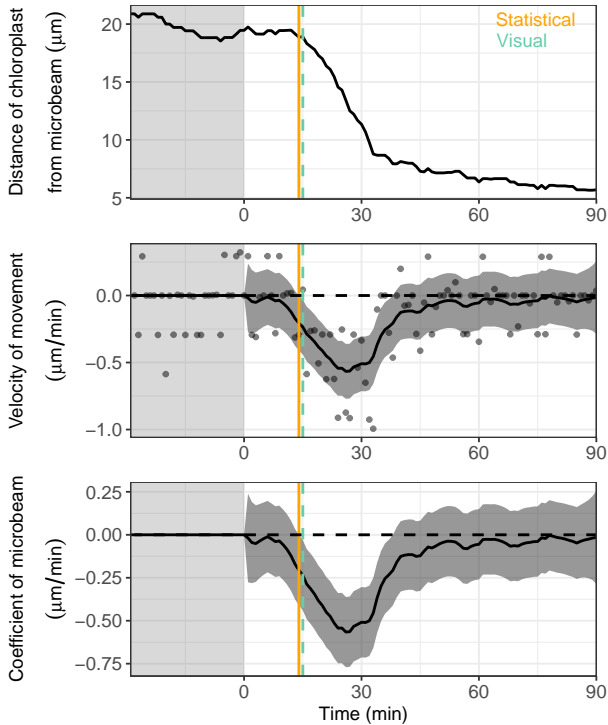 Distance of chloroplast
from microbeam (μm)
20
15
10
5
Statistical
Visual
0
30
60
90
Velocity of movement
(μm/min)
0.0
−0.5
−1.0
0
30
60
90
Coefficient of microbeam
(μm/min)
0.25
0.00
−0.25
−0.50
−0.75
0
30
60
90
Time (min)